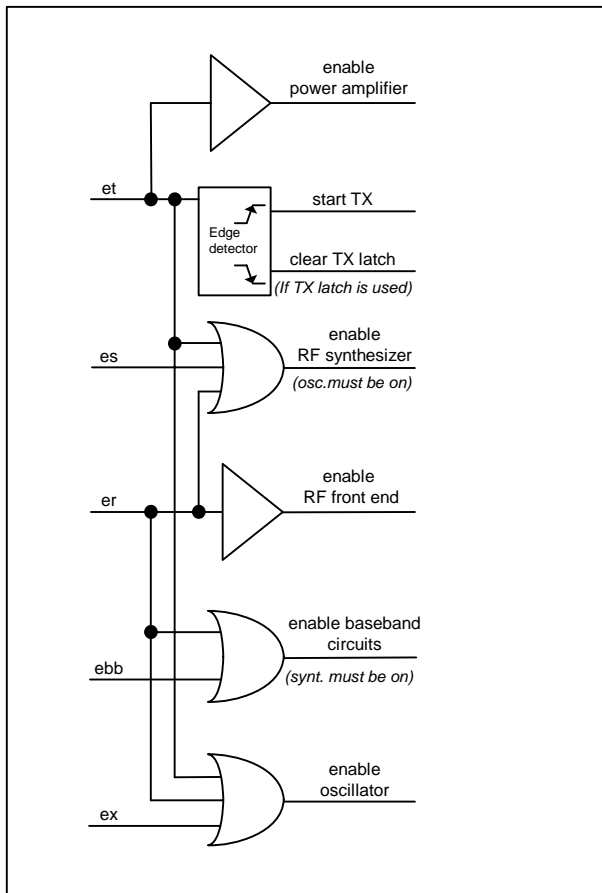 enable
power amplifier
et
start TX
Edge
detector
clear TX latch
(If TX latch is used)
enable
es
RF synthesizer
(osc.must be on)
enable
er
RF front end
enable baseband
circuits
ebb
(synt. must be on)
enable
oscillator
ex